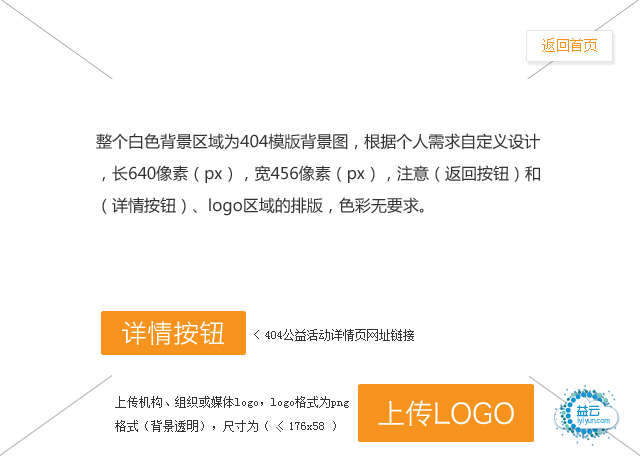 返回首页
整个白色背景区域为404模版背景图，根据个人需求自定义设计
，长640像素（px），宽456像素（px），注意（返回按钮）和
（详情按钮）、logo区域的排版，色彩无要求。
详情按钮
< 404公益活动详情页网址链接
上传机构、组织或媒体logo，logo格式为png
格式（背景透明），尺寸为（ < 176x58 ）
上传LOGO
益云
iyiyun.com